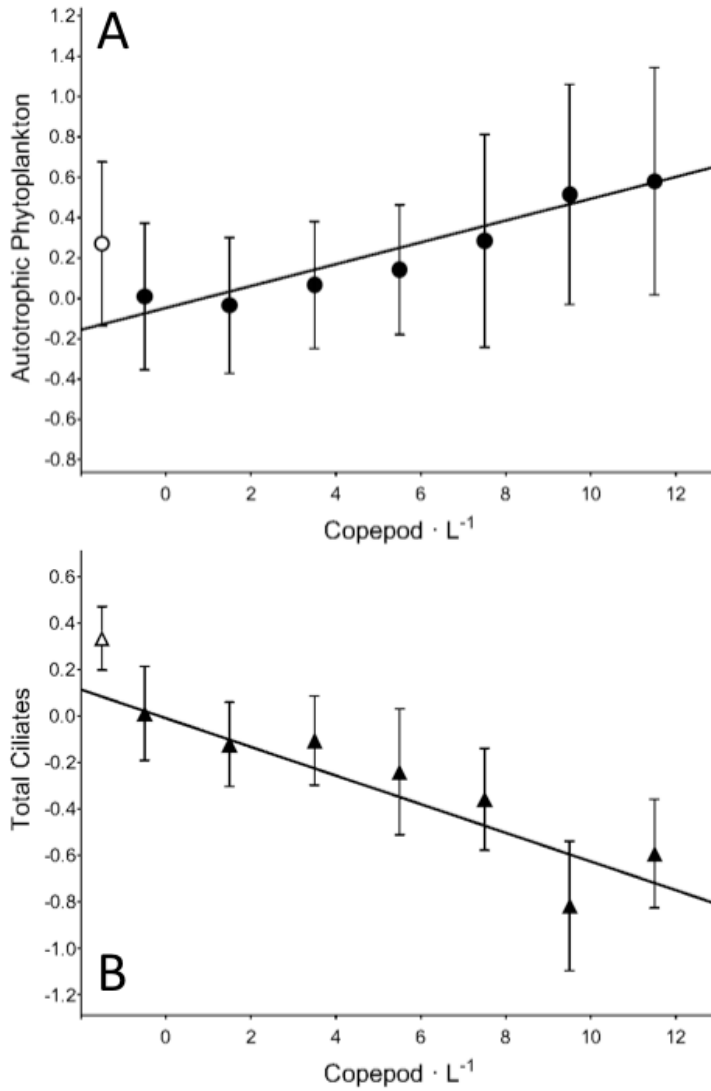 A
1.2
1.4
1.0
0.8
0.6
0.2
0.0
-0.2
-0.4
-0.6
-0.8
Autotrophic Phytoplankton
0 2 4 6 8 10 12
Copepod · L⁻¹
0.6
0.4
0.2
0.0
-0.2
-0.4
-0.6
-0.8
-1.0
-1.2
Total Ciliates
B
0 2 4 6 8 10 12
Copepod · L⁻¹